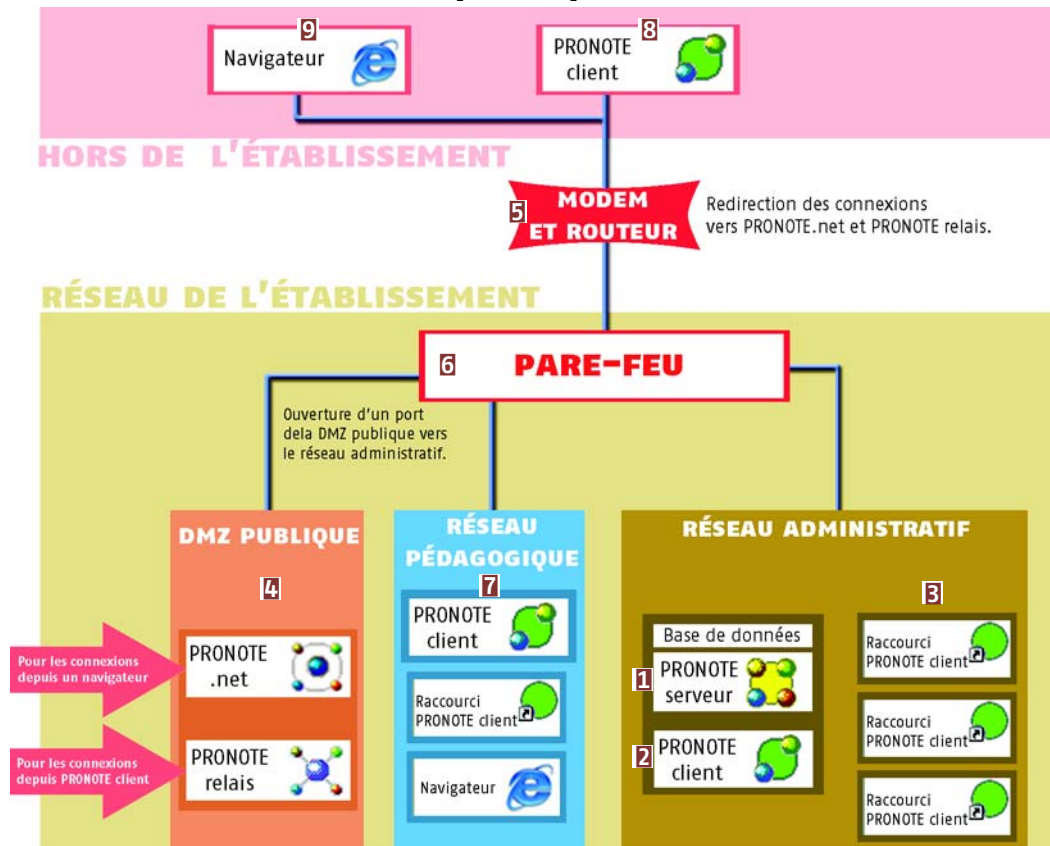 9
Navigateur
8
PRONOTE
client
HORS DE L'ÉTABLISSEMENT
5
MODEM
ET ROUTEUR
Redirection des connexions
vers PRONOTE.net et PRONOTE relais.
RÉSEAU DE L'ÉTABLISSEMENT
6
PARE-FEU
Ouverture d'un port
dela DMZ publique vers
le réseau administratif.
DMZ PUBLIQUE
4
Pour les connexions
depuis un navigateur
PRONOTE
.net
Pour les connexions
depuis PRONOTE client
PRONOTE
relais
RÉSEAU
PÉDAGOGIQUE
7
PRONOTE
client
Raccourci
PRONOTE client
Navigateur
RÉSEAU ADMINISTRATIF
Base de données
1
PRONOTE
serveur
2
PRONOTE
client
3
Raccourci
PRONOTE client
Raccourci
PRONOTE client
Raccourci
PRONOTE client